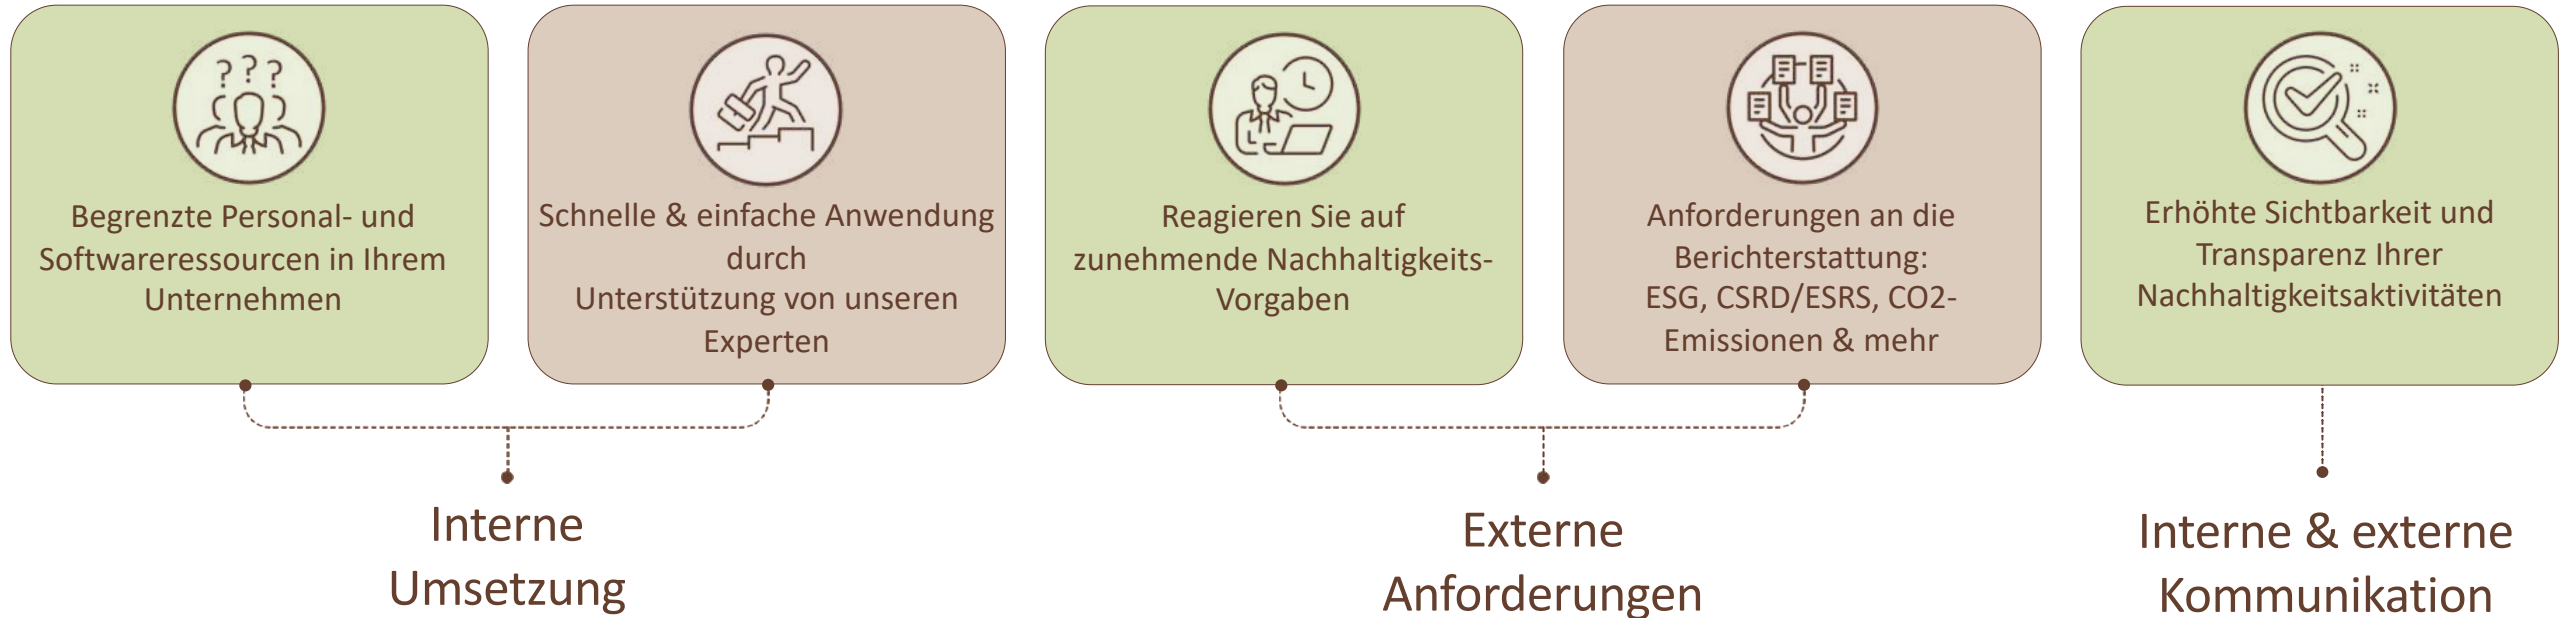 ???
Begrenzte Personal- und
Softwareressourcen in Ihrem
Unternehmen
Schnelle & einfache Anwendung
durch
Unterstützung von unseren
Experten
Reagieren Sie auf
zunehmende Nachhaltigkeits-
Vorgaben
Anforderungen an die
Berichterstattung:
ESG, CSRD/ESRS, CO2-
Emissionen & mehr
Erhöhte Sichtbarkeit und
Transparenz Ihrer
Nachhaltigkeitsaktivitäten
Interne
Umsetzung
Externe
Anforderungen
Interne & externe
Kommunikation